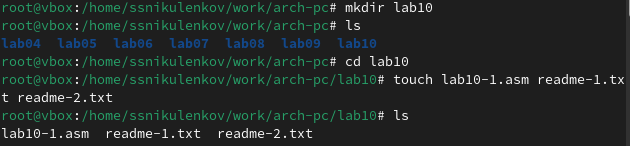 root@vbox:/home/ssnikulenkov/work/arch-pc# mkdir lab10
root@vbox:/home/ssnikulenkov/work/arch-pc# ls
lab04  lab05  lab06  lab07  lab08  lab09  lab10
root@vbox:/home/ssnikulenkov/work/arch-pc# cd lab10
root@vbox:/home/ssnikulenkov/work/arch-pc/lab10# touch lab10-1.asm readme-1.tx
t readme-2.txt
root@vbox:/home/ssnikulenkov/work/arch-pc/lab10# ls
lab10-1.asm  readme-1.txt  readme-2.txt